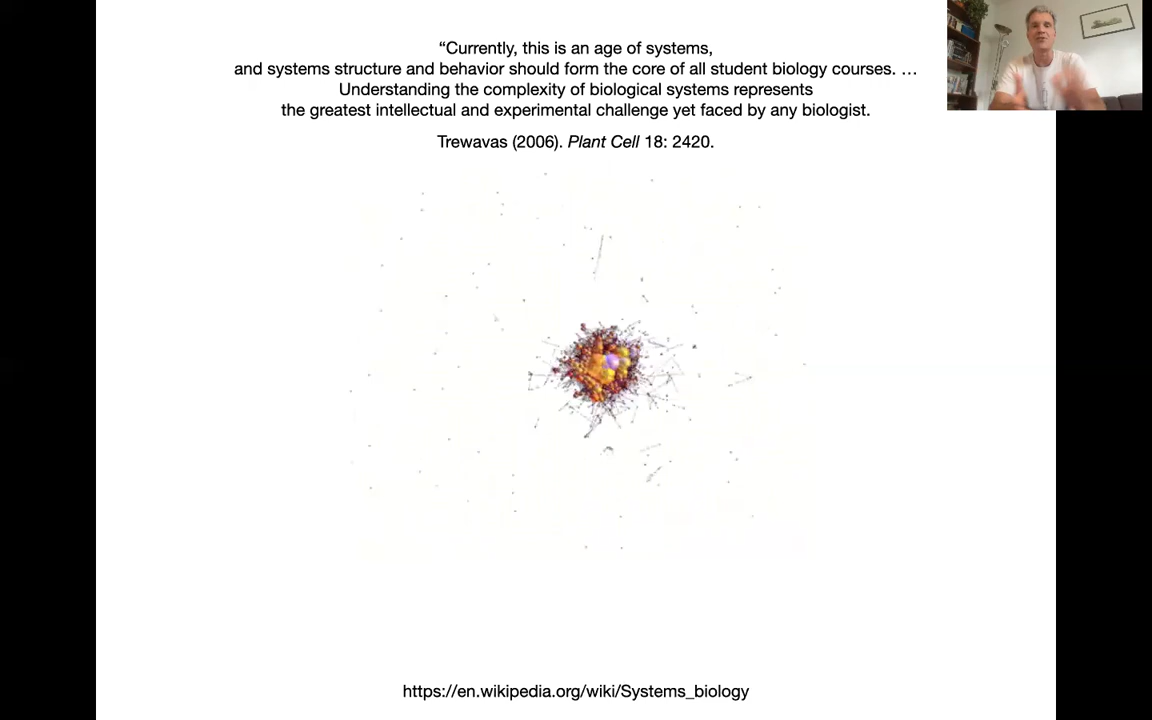 “Currently, this is an age of systems,
and systems structure and behavior should form the core of all student biology courses. …
Understanding the complexity of biological systems represents
the greatest intellectual and experimental challenge yet faced by any biologist.
Trewavas (2006). Plant Cell 18: 2420.
https://en.wikipedia.org/wiki/Systems_biology